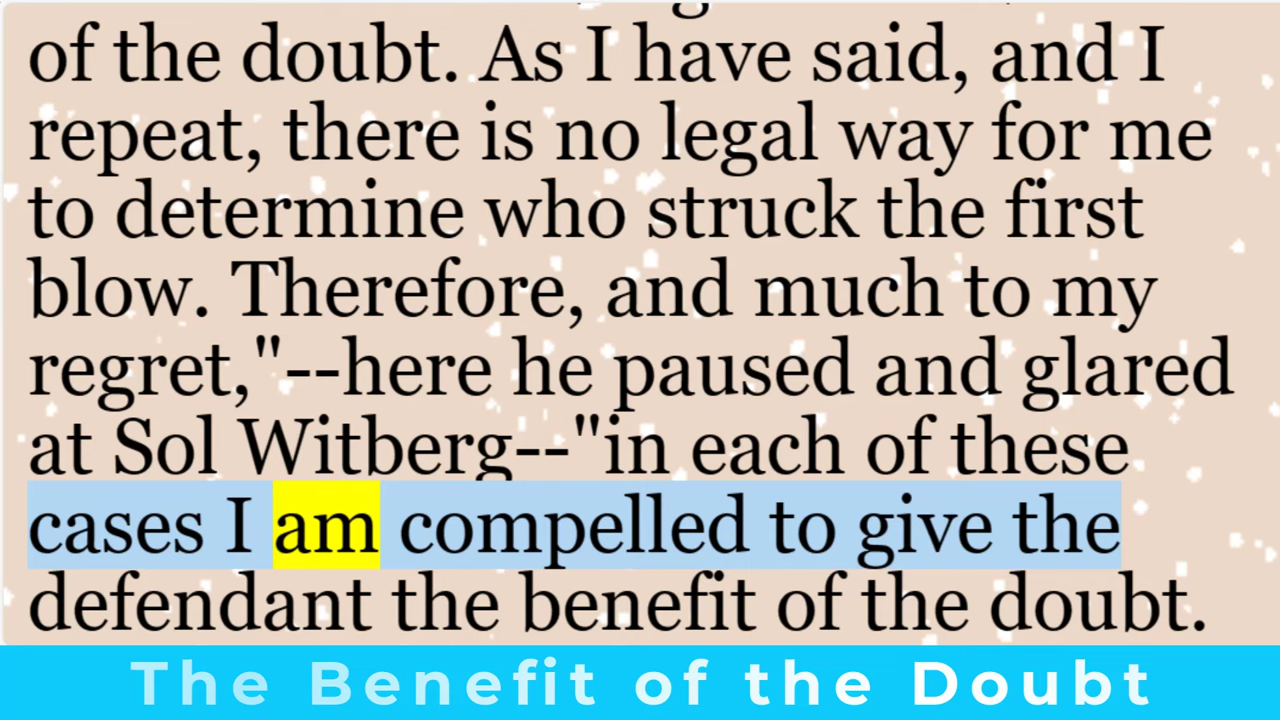 of the doubt. As I have said, and I
repeat, there is no legal way for me
to determine who struck the first
blow. Therefore, and much to my
regret,"--here he paused and glared
at Sol Witberg--"in each of these
cases I am compelled to give the
defendant the benefit of the doubt.
The Benefit of the Doubt